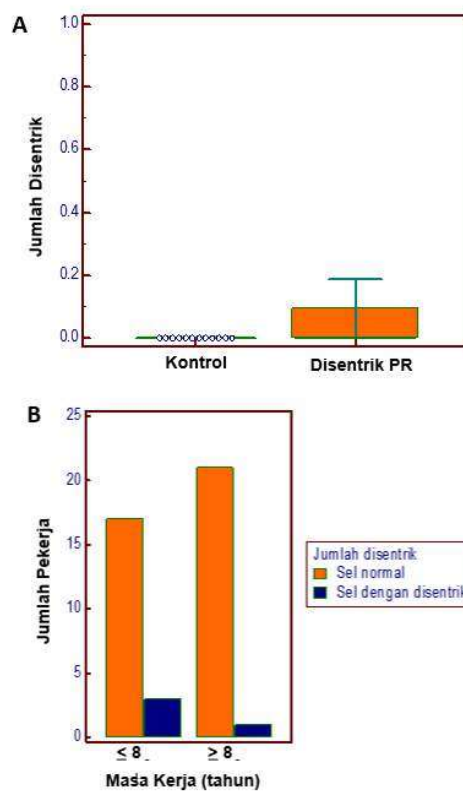 A
Jumlah Disentrik
1.0
0.8
0.6
0.4
0.2
0.0
Kontrol
Disentrik PR
B
Jumlah Pekerja
25
20
15
10
5
0
≤ 8
≥ 8
Masa Kerja (tahun)
Jumlah disentrik
Sel normal
Sel dengan disentrik